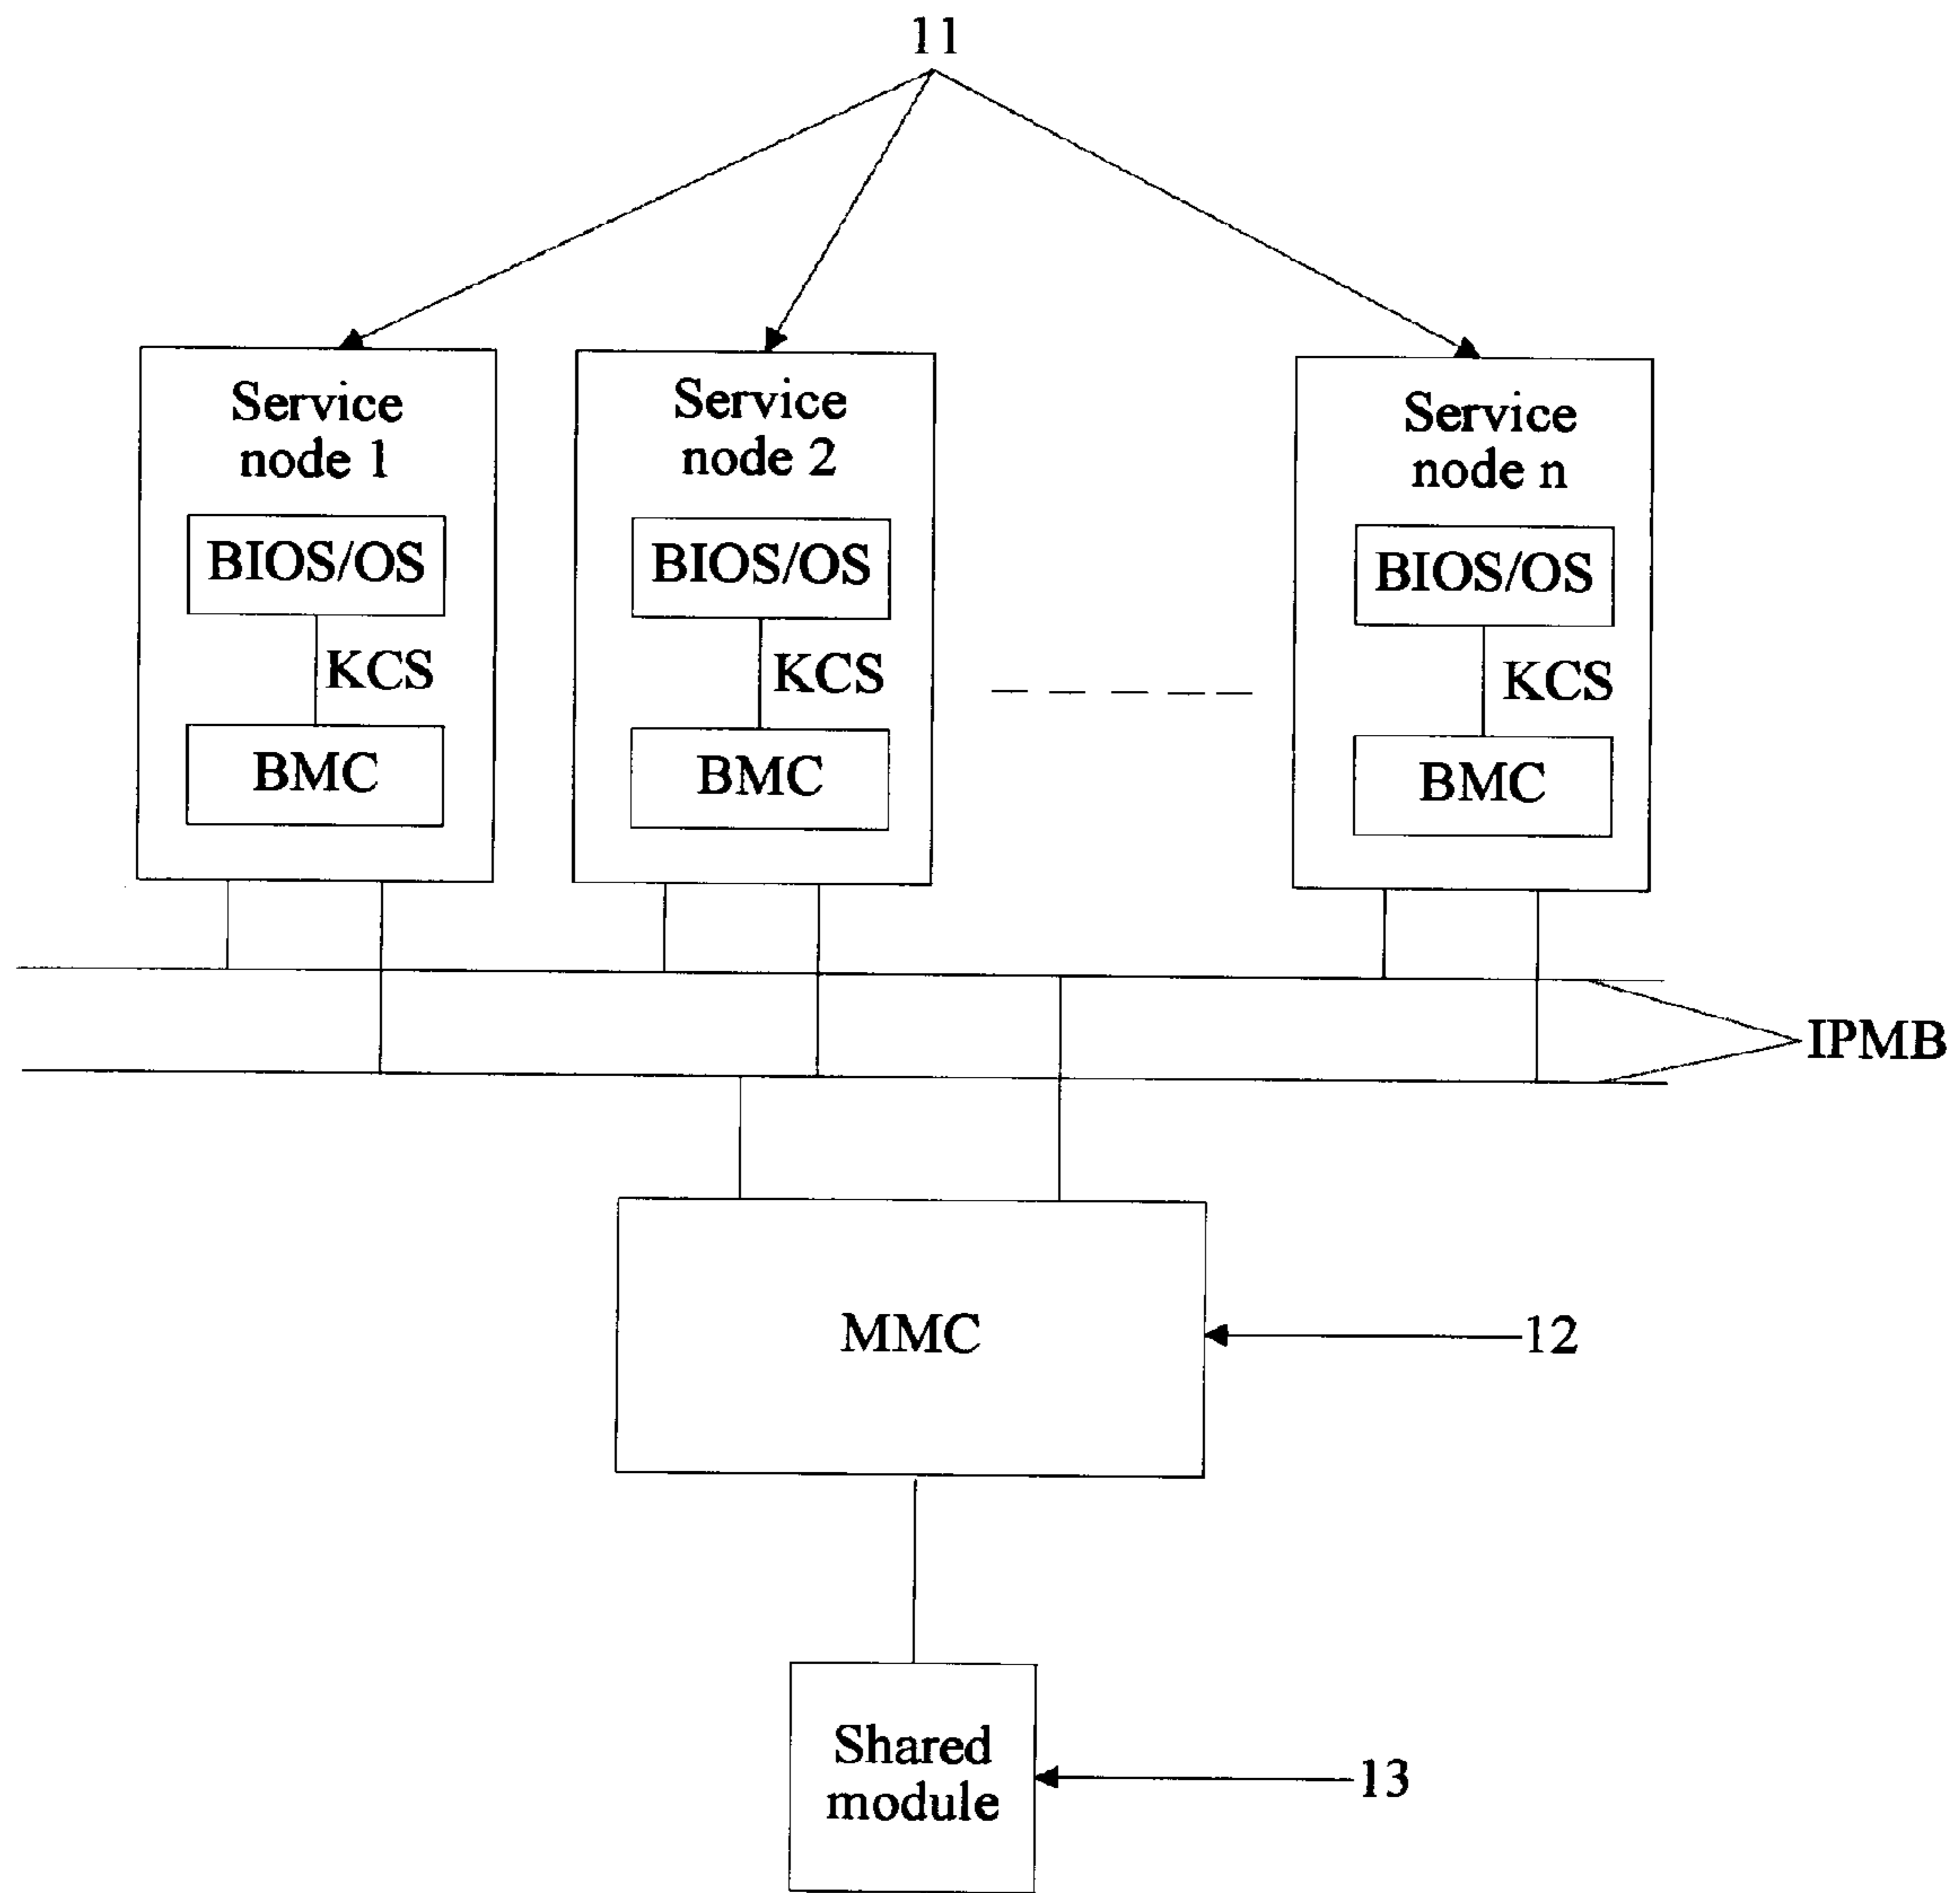 11
Service
node 1
BIOS/OS
KCS
BMC
Service
node 2
BIOS/OS
KCS
BMC
Service
node n
BIOS/OS
KCS
BMC
IPMB
MMC
12
Shared
module
13